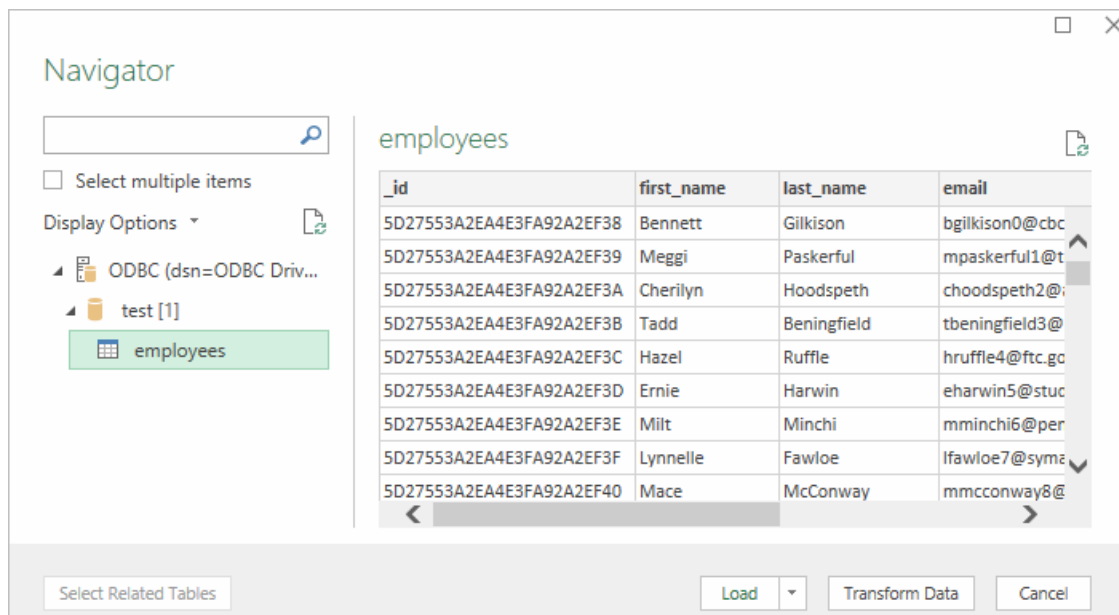 Navigator
Select multiple items
Display Options
ODBC (dsn=ODBC Driv...
test [1]
employees
employees
_id first_name last_name email
5D27553A2EA4E3FA92A2EF38 Bennett Gilkison bgilkison0@cbc
5D27553A2EA4E3FA92A2EF39 Meggi Paskerful mpaskerful1@t
5D27553A2EA4E3FA92A2EF3A Cherilyn Hoodspeth choodspeth2@
5D27553A2EA4E3FA92A2EF3B Tadd Beningfield tbeningfield3@
5D27553A2EA4E3FA92A2EF3C Hazel Ruffle hruffle4@ftc.go
5D27553A2EA4E3FA92A2EF3D Ernie Harwin eharwin5@stuc
5D27553A2EA4E3FA92A2EF3E Milt Minchi mminchi6@per
5D27553A2EA4E3FA92A2EF3F Lynnelle Fawloe lfawloe7@syma
5D27553A2EA4E3FA92A2EF40 Mace McConway mmcconway8@
Select Related Tables
Load
Transform Data
Cancel